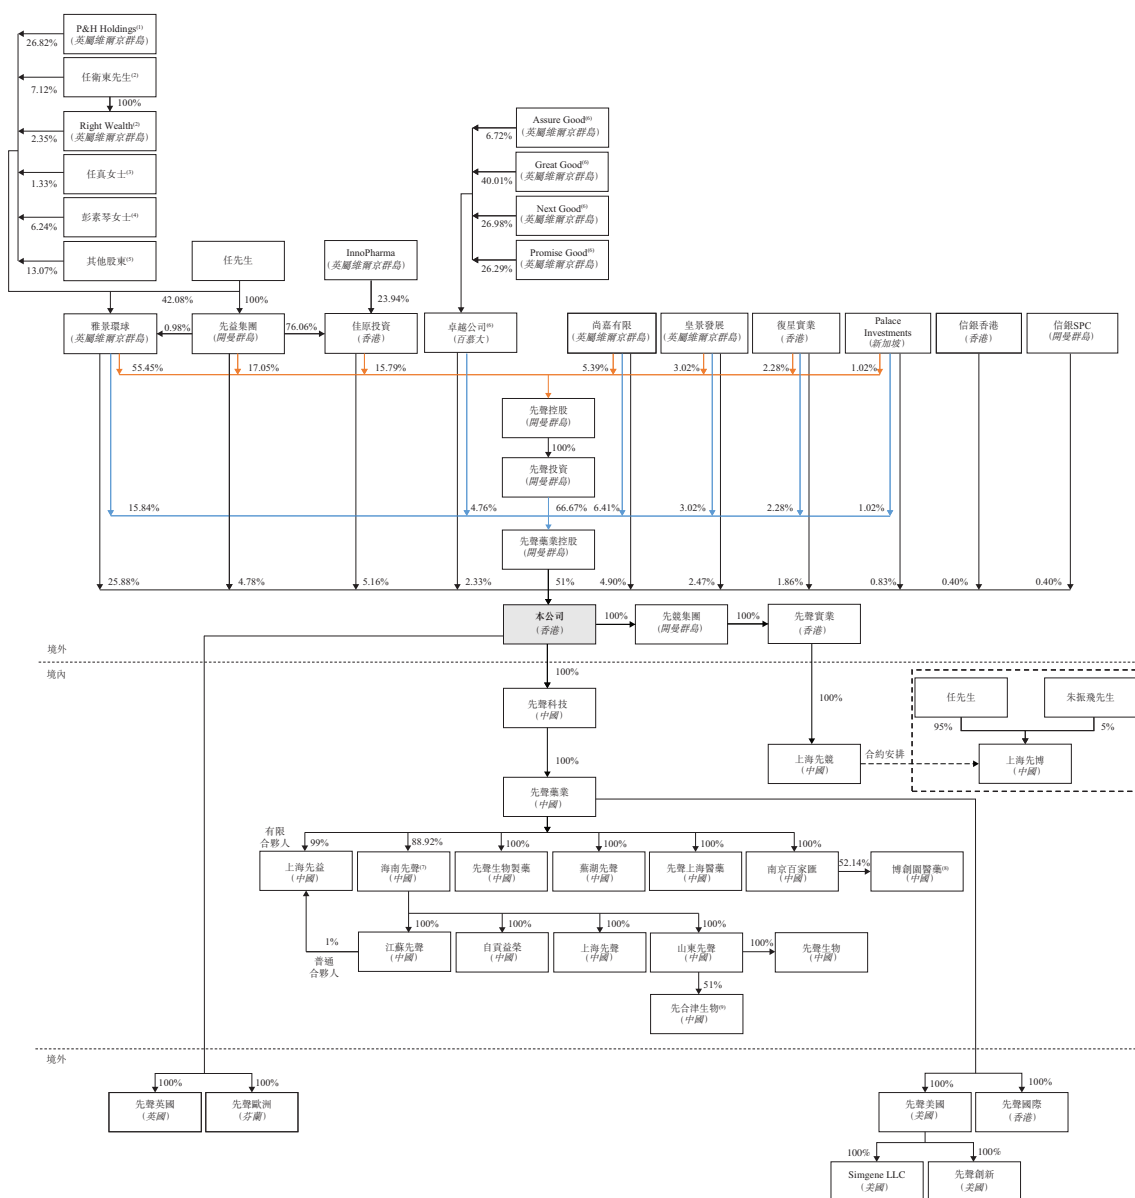 P&H Holdings(1)
(英屬維爾京群島)
26.82%
任衛東先生(2)
7.12%
100%
Right Wealth(2)
(英屬維爾京群島)
2.35%
任真女士(3)
1.33%
彭素琴女士(4)
6.24%
其他股東(5)
13.07%
Assure Good(6)
(英屬維爾京群島)
6.72%
Great Good(6)
(英屬維爾京群島)
40.01%
Next Good(6)
(英屬維爾京群島)
26.98%
Promise Good(6)
(英屬維爾京群島)
26.29%
任先生
InnoPharma
(英屬維爾京群島)
42.08%
100%
23.94%
雅景環球
(英屬維爾京群島)
0.98%
先益集團
(開曼群島)
76.06%
佳原投資
(香港)
卓越公司(6)
(百慕大)
尚嘉有限
(英屬維爾京群島)
皇景發展
(英屬維爾京群島)
復星實業
(香港)
Palace
Investments
(新加坡)
信銀香港
(香港)
信銀SPC
(開曼群島)
55.45%
17.05%
15.79%
5.39%
3.02%
2.28%
1.02%
先聲控股
(開曼群島)
100%
先聲投資
(開曼群島)
15.84%
4.76%
66.67%
6.41%
3.02%
2.28%
1.02%
先聲藥業控股
(開曼群島)
25.88%
4.78%
5.16%
2.33%
51%
4.90%
2.47%
1.86%
0.83%
0.40%
0.40%
本公司
(香港)
100%
先競集團
(開曼群島)
100%
先聲實業
(香港)
境外
境內
100%
先聲科技
(中國)
100%
任先生
朱振飛先生
95%
5%
100%
上海先競
(中國)
合約安排
上海先博
(中國)
先聲藥業
(中國)
有限
合夥人
99%
88.92%
100%
100%
100%
100%
上海先益
(中國)
海南先聲(7)
(中國)
先聲生物製藥
(中國)
蕪湖先聲
(中國)
先聲上海醫藥
(中國)
南京百家匯
(中國)
52.14%
博創園醫藥(8)
(中國)
100%
100%
100%
100%
1%
普通
合夥人
江蘇先聲
(中國)
自貢益榮
(中國)
上海先聲
(中國)
山東先聲
(中國)
100%
先聲生物
(中國)
51%
先合津生物(9)
(中國)
境外
100%
100%
100%
100%
先聲英國
(英國)
先聲歐洲
(芬蘭)
先聲美國
(美國)
先聲國際
(香港)
100%
100%
Simgene LLC
(美國)
先聲創新
(美國)